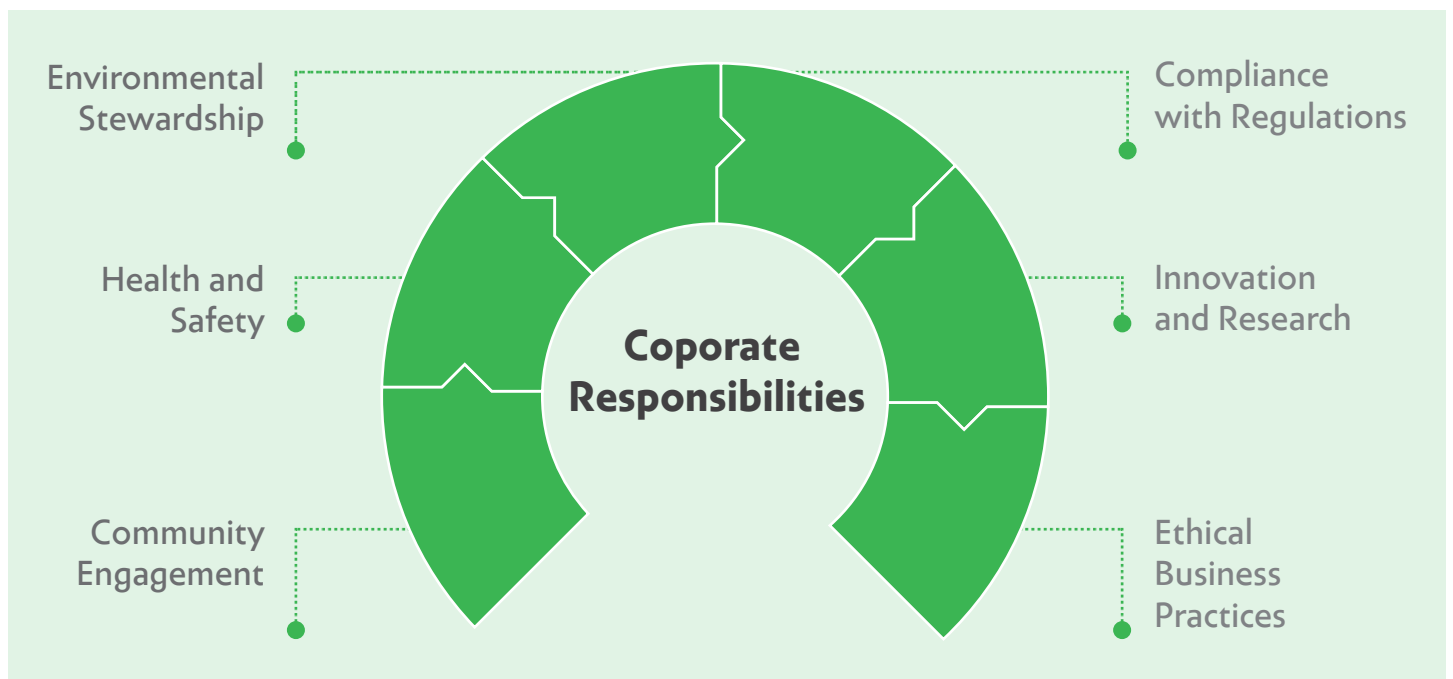 Environmental
Stewardship
Compliance
with Regulations
Health and
Safety
Innovation
and Research
Coporate
Responsibilities
Community
Engagement
Ethical
Business
Practices